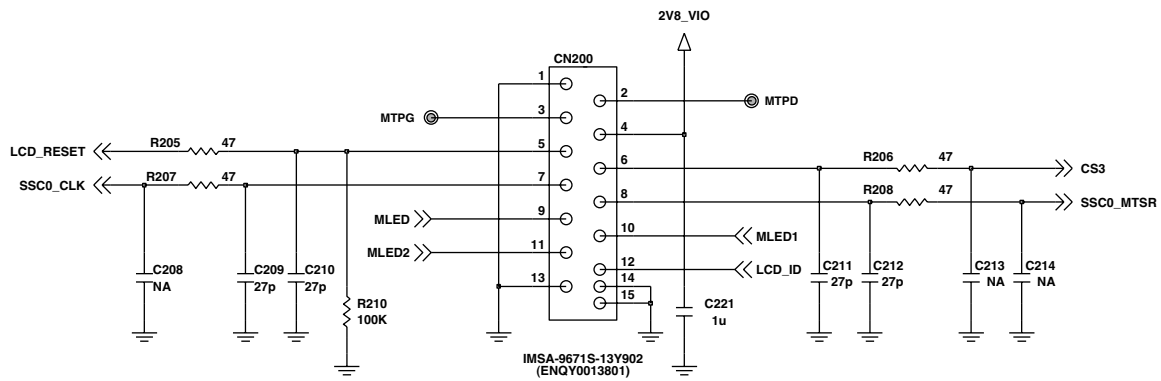 2V8_VIO
CN200
1
2
MTPD
MTPG
3
4
LCD_RESET
R205 47
5
6
R206 47
CS3
SSC0_CLK
R207 47
7
8
R208 47
SSC0_MTSR
MLED
9
10
MLED1
MLED2
11
12
LCD_ID
13
14
15
C208
NA
C209
27p
C210
27p
R210
100K
C221
1u
C211
27p
C212
27p
C213
NA
C214
NA
IMSA-9671S-13Y902
(ENQY0013801)